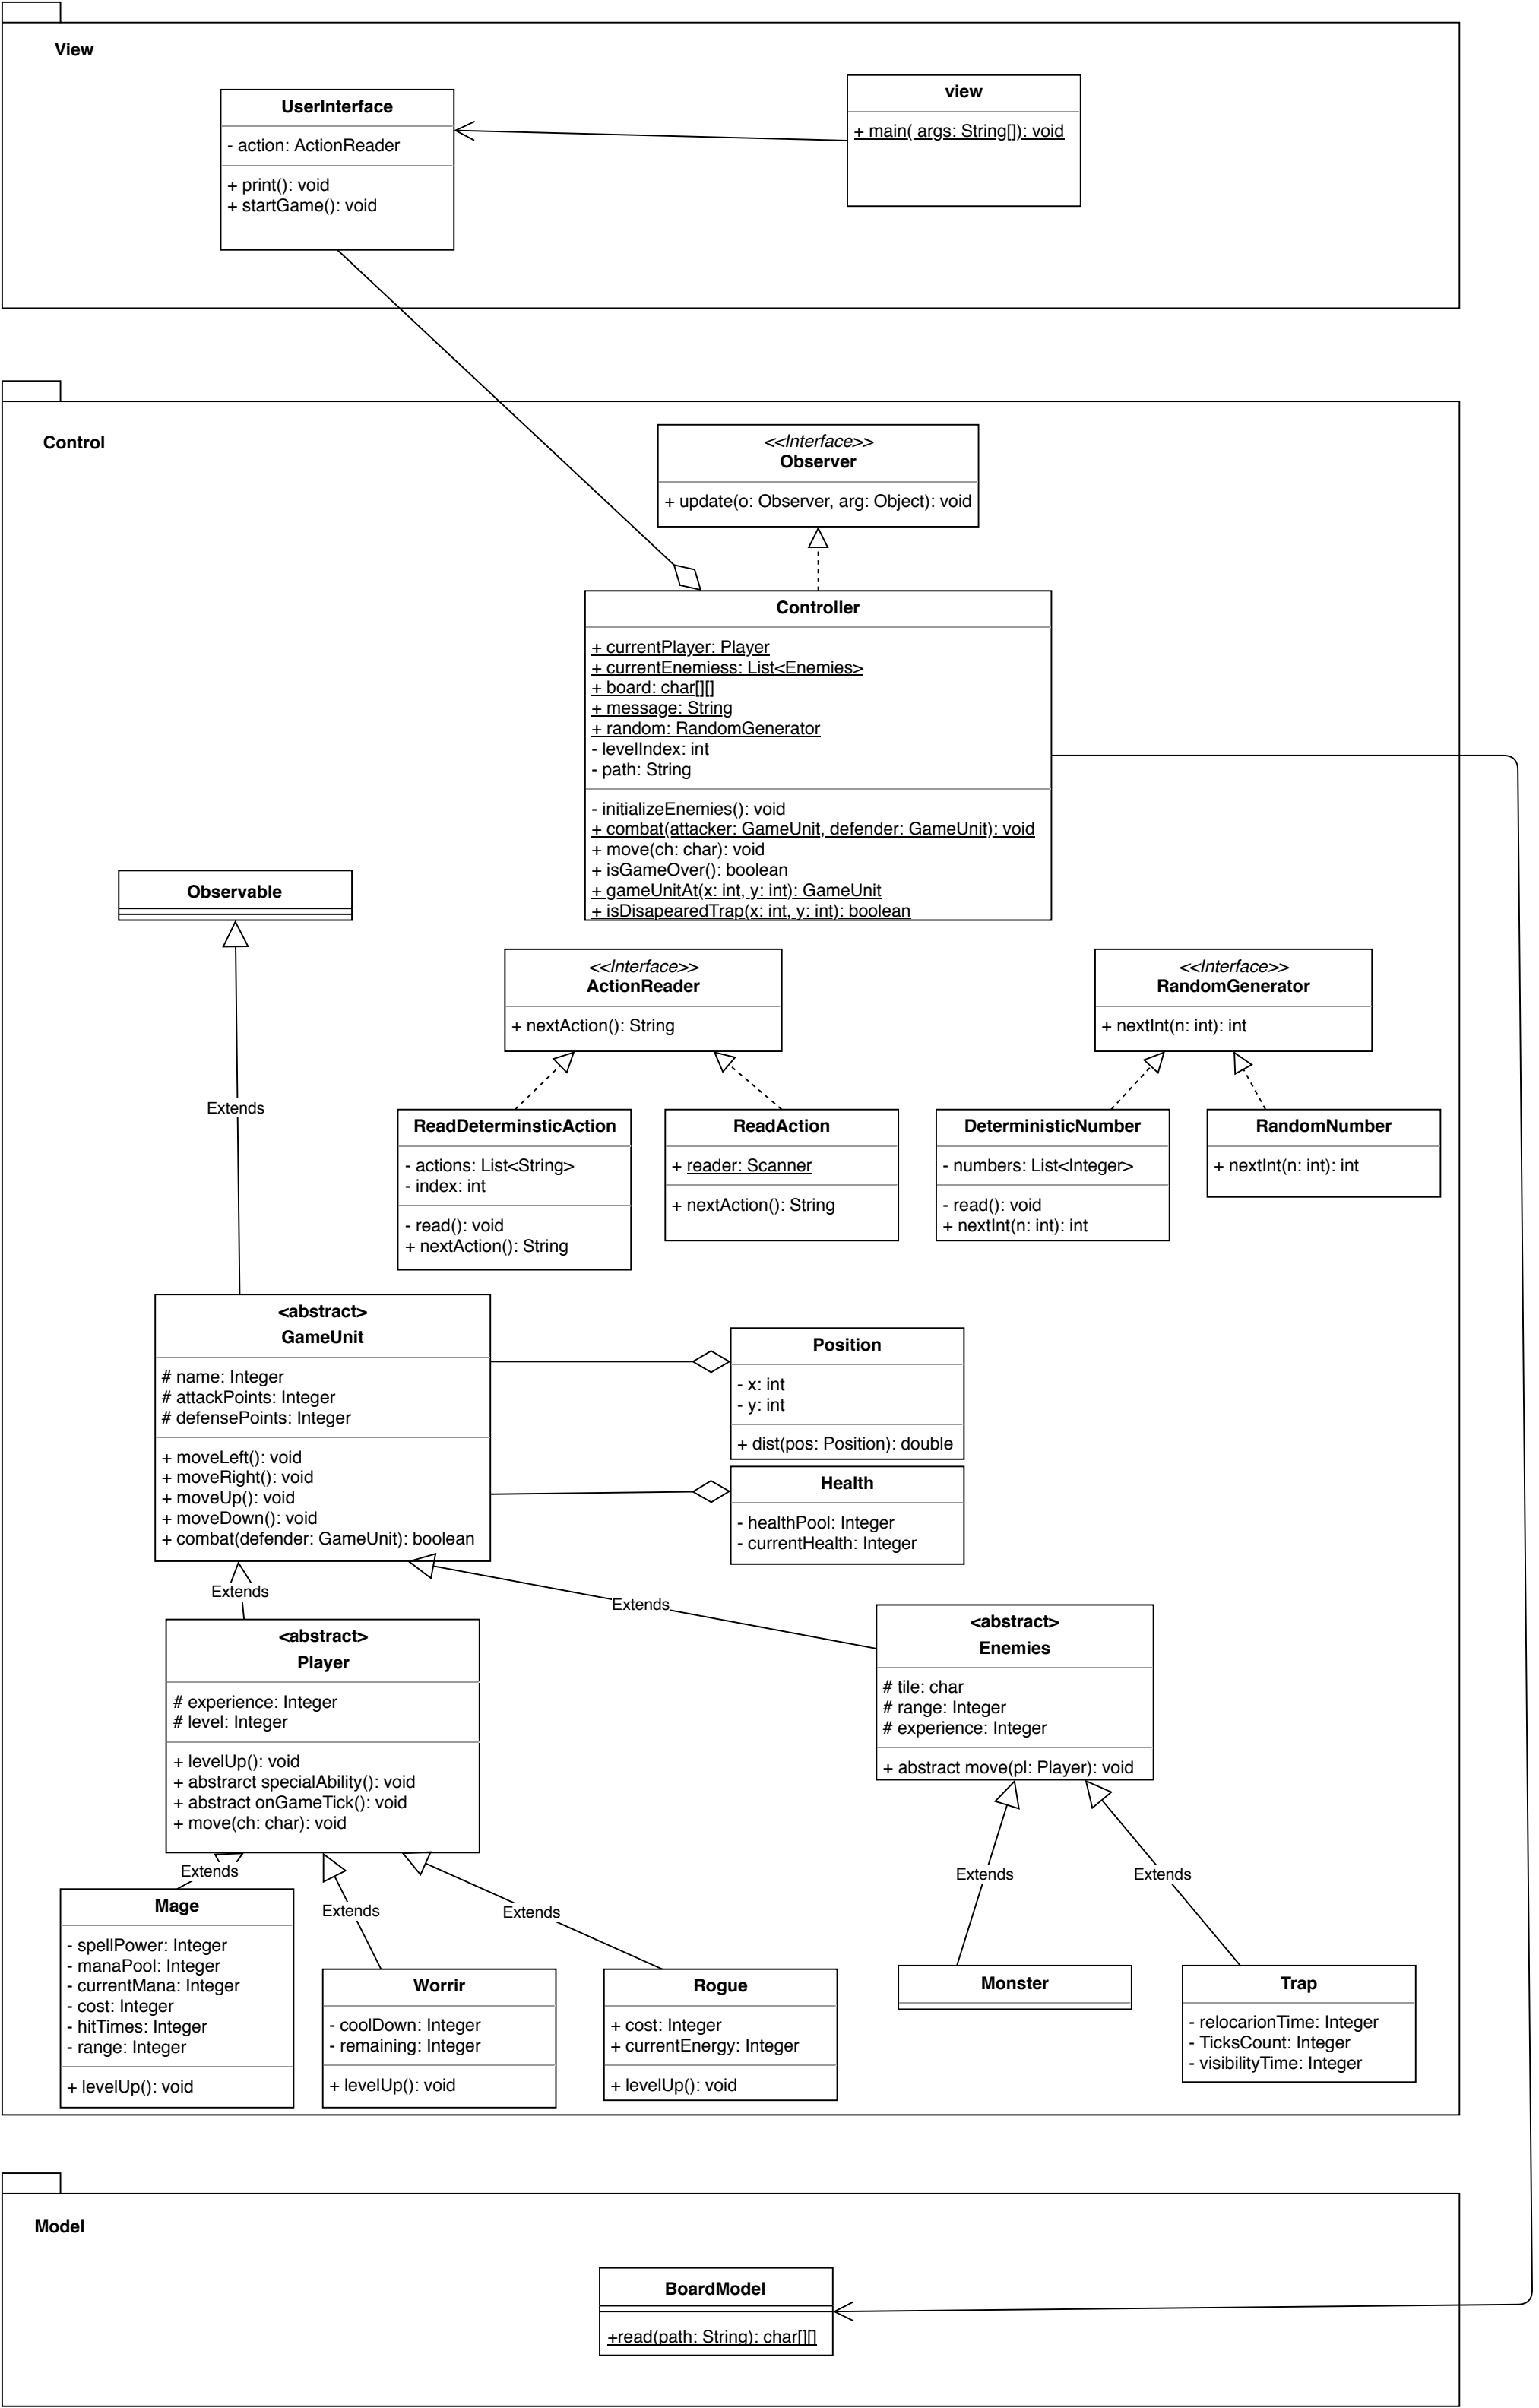 View
UserInterface
- action: ActionReader
+ print(): void
+ startGame(): void
view
+ main( args: String[]): void
Control
<<Interface>>
Observer
+ update(o: Observer, arg: Object): void
Controller
+ currentPlayer: Player
+ currentEnemiess: List<Enemies>
+ board: char[][]
+ message: String
+ random: RandomGenerator
- levelIndex: int
- path: String
- initializeEnemies(): void
+ combat(attacker: GameUnit, defender: GameUnit): void
+ move(ch: char): void
+ isGameOver(): boolean
+ gameUnitAt(x: int, y: int): GameUnit
+ isDisapearedTrap(x: int, y: int): boolean
Observable
Extends
<<Interface>>
ActionReader
+ nextAction(): String
<<Interface>>
RandomGenerator
+ nextInt(n: int): int
ReadDeterminsticAction
- actions: List<String>
- index: int
- read(): void
+ nextAction(): String
ReadAction
+ reader: Scanner
+ nextAction(): String
DeterministicNumber
- numbers: List<Integer>
- read(): void
+ nextInt(n: int): int
RandomNumber
+ nextInt(n: int): int
<abstract>
GameUnit
# name: Integer
# attackPoints: Integer
# defensePoints: Integer
+ moveLeft(): void
+ moveRight(): void
+ moveUp(): void
+ moveDown(): void
+ combat(defender: GameUnit): boolean
Position
- x: int
- y: int
+ dist(pos: Position): double
Health
- healthPool: Integer
- currentHealth: Integer
Extends
Extends
<abstract>
Player
# experience: Integer
# level: Integer
+ levelUp(): void
+ abstrarct specialAbility(): void
+ abstract onGameTick(): void
+ move(ch: char): void
<abstract>
Enemies
# tile: char
# range: Integer
# experience: Integer
+ abstract move(pl: Player): void
Extends
Extends
Extends
Extends
Extends
Mage
- spellPower: Integer
- manaPool: Integer
- currentMana: Integer
- cost: Integer
- hitTimes: Integer
- range: Integer
+ levelUp(): void
Worrir
- coolDown: Integer
- remaining: Integer
+ levelUp(): void
Rogue
+ cost: Integer
+ currentEnergy: Integer
+ levelUp(): void
Monster
Trap
- relocarionTime: Integer
- TicksCount: Integer
- visibilityTime: Integer
Model
BoardModel
+read(path: String): char[][]